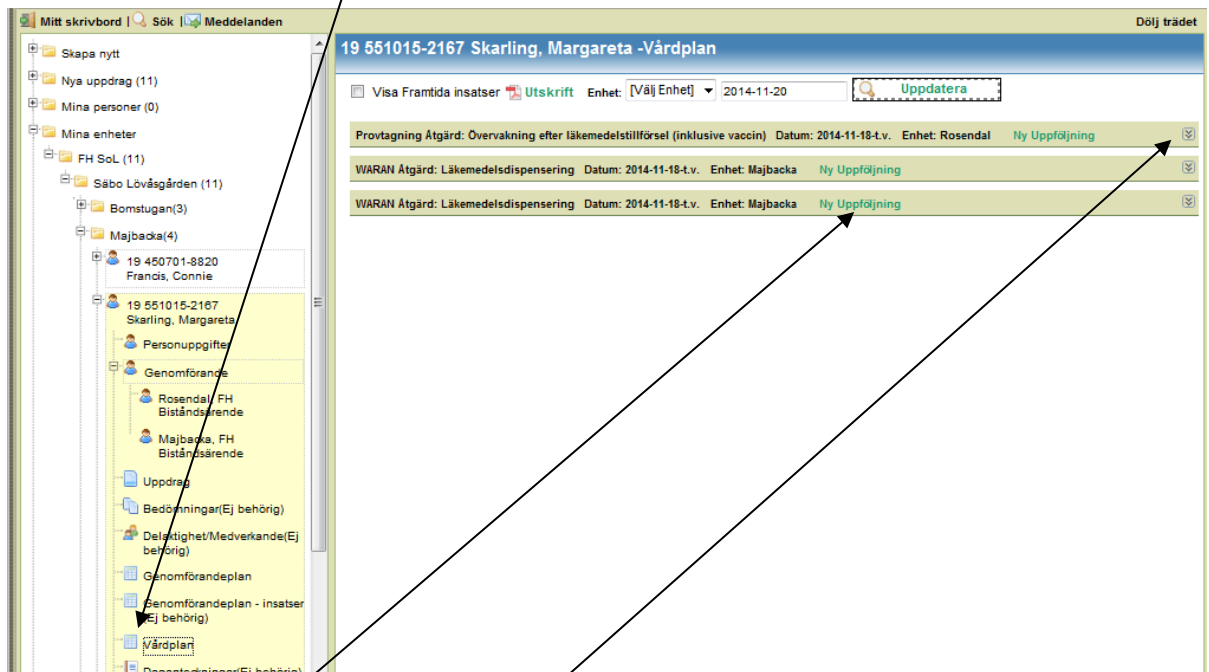 Mitt skrivbord | Sök | Meddelanden
Dölj trädet
Skapa nytt
Nya uppdrag (11)
Mina personer (0)
Mina enheter
FH SoL (11)
Säbo Lövåsgården (11)
Bomstugan(3)
Majbacka(4)
19 450701-8820
Francis, Connie
19 551015-2167
Skarling, Margareta
Personuppgifter
Genomförande
Rosendal, FH
Biståndsärende
Majbacka, FH
Biståndsärende
Uppdrag
Bedömningar(Ej behörig)
Delaktighet/Medverkande(Ej
behörig)
Genomförandeplan
Genomförandeplan - insatser
(Ej behörig)
Vårdplan
Daganteckningar(Ej behörig)
19 551015-2167 Skarling, Margareta -Vårdplan
Visa Framtida insatser Utskrift Enhet: [Välj Enhet] 2014-11-20 Uppdatera
Provtagning Åtgärd: Övervakning efter läkemedelstillförsel (inklusive vaccin) Datum: 2014-11-18-t.v. Enhet: Rosendal Ny Uppföljning
WARAN Åtgärd: Läkemedelsdispensering Datum: 2014-11-18-t.v. Enhet: Majbacka Ny Uppföljning
WARAN Åtgärd: Läkemedelsdispensering Datum: 2014-11-18-t.v. Enhet: Majbacka Ny Uppföljning